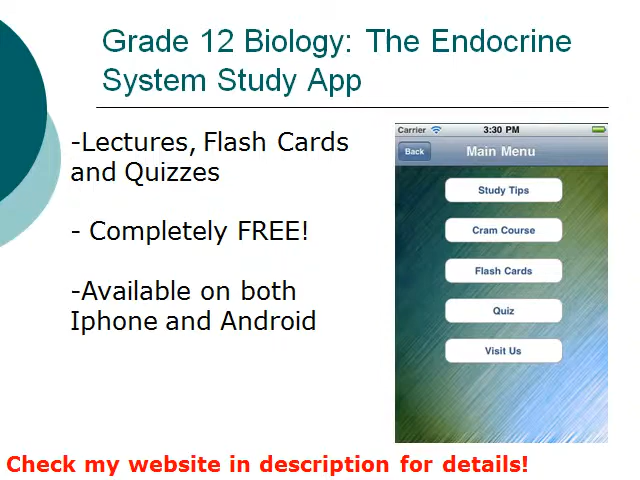 Grade 12 Biology: The Endocrine
System Study App
-Lectures, Flash Cards
and Quizzes
- Completely FREE!
-Available on both
Iphone and Android
Carrier 3:30 PM
Back Main Menu
Study Tips
Cram Course
Flash Cards
Quiz
Visit Us
Check my website in description for details!